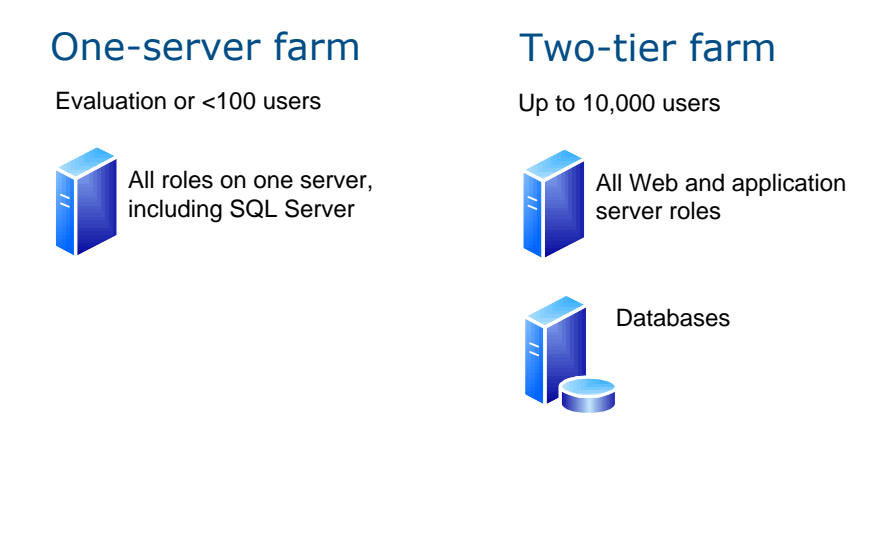 One-server farm
Evaluation or <100 users
All roles on one server,
including SQL Server
Two-tier farm
Up to 10,000 users
All Web and application
server roles
Databases